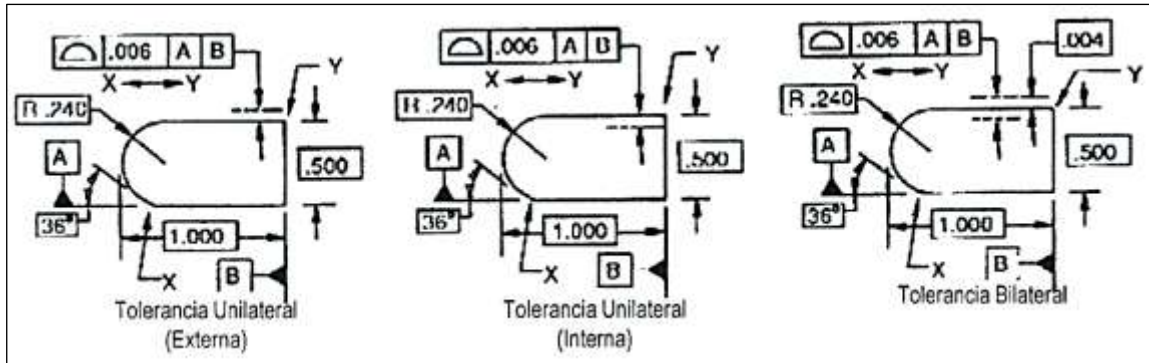 .006 A B
X Y
Y
R .240
A
.500
36°
1.000
B
X
Tolerancia Unilateral
(Externa)
.006 A B
X Y
Y
R .240
A
.500
36°
1.000
B
X
Tolerancia Unilateral
(Interna)
.006 A B .004
X Y
Y
R .240
A
.500
36°
1.000
B
X
Tolerancia Bilateral